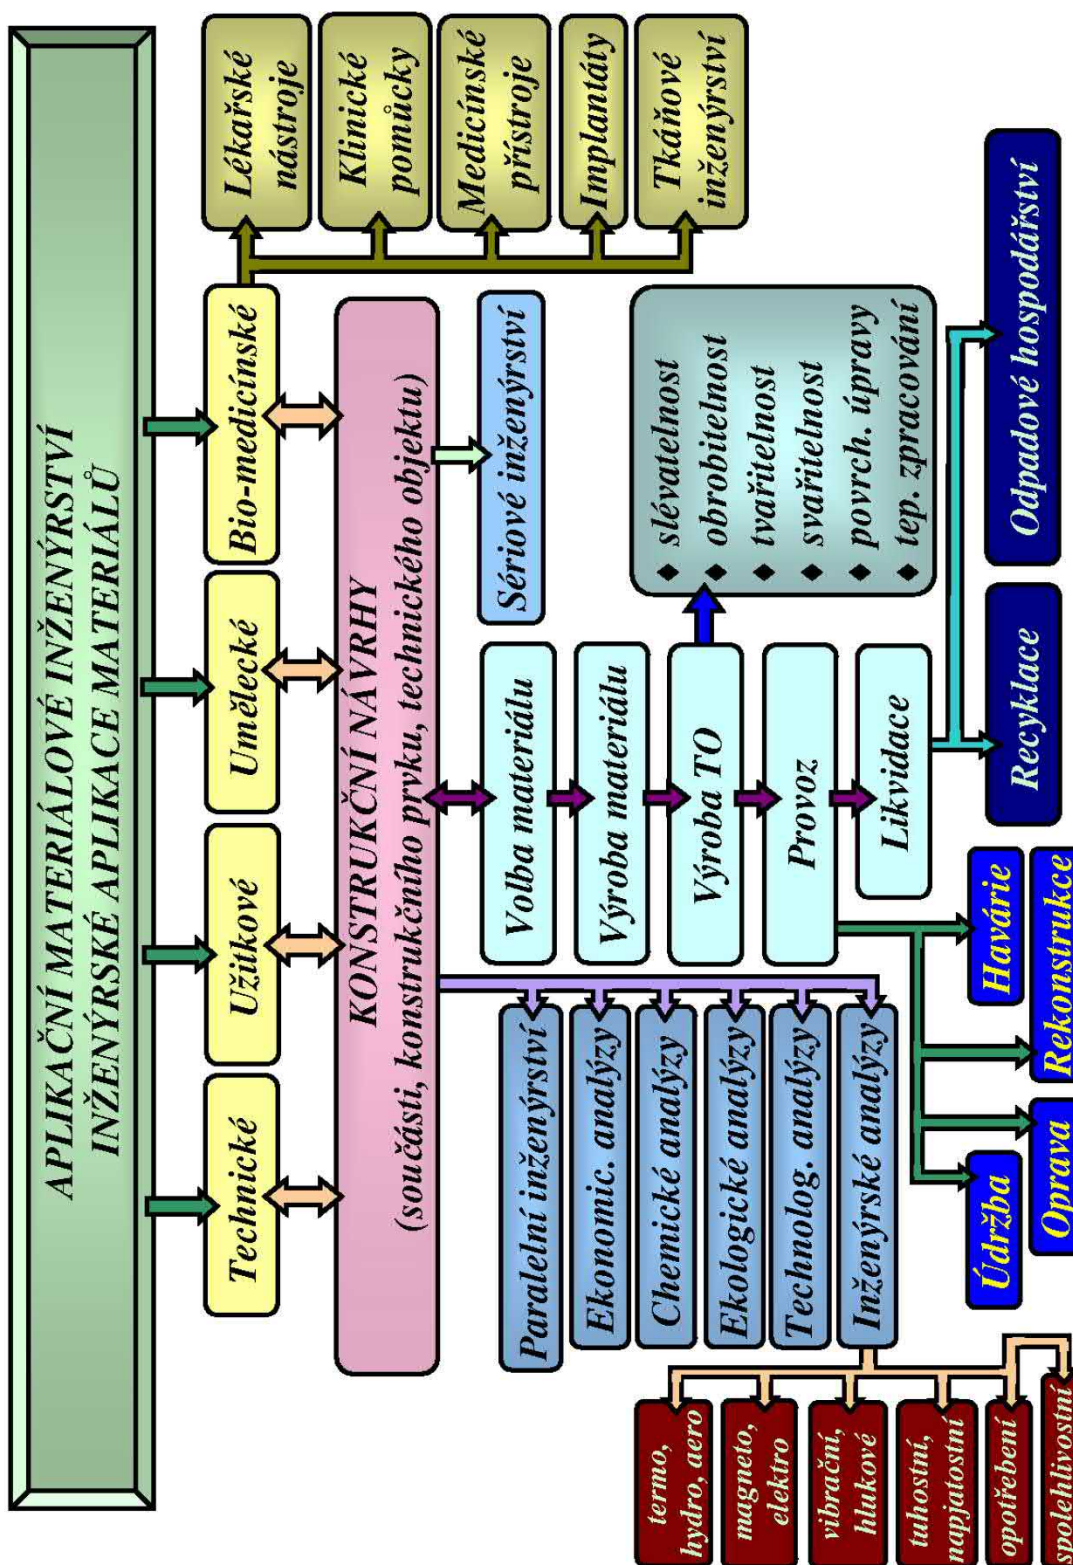 APLIKAČNÍ MATERIÁLOVÉ INŽENÝRSTVÍ
INŽENÝRSKÉ APLIKACE MATERIÁLŮ
Technické
Užitkové
Umělecké
Bio-medicínské
Lékařské
nástroje
Klinické
pomůcky
Medicínské
přístroje
Implantáty
Tkáňové
inženýrství
KONSTRUKČNÍ NÁVRHY
(součásti, konstrukčního prvku, technického objektu)
Sériové inženýrství
Paralelní inženýrství
Ekonomic. analýzy
Chemické analýzy
Ekologické analýzy
Technolog. analýzy
Inženýrské analýzy
Volba materiálu
Výroba materiálu
Výroba TO
Provoz
Likvidace
♦ slévatelnost
♦ obrobitelnost
♦ tvařitelnost
♦ svařitelnost
♦ povrch. úpravy
♦ tep. zpracování
termo,
hydro, aero
magneto,
elektro
vibrační,
hlukové
tuhostní,
napjatostní
opotřebení
spolehlivostní
Údržba
Oprava
Rekonstrukce
Havárie
Recyklace
Odpadové hospodářství